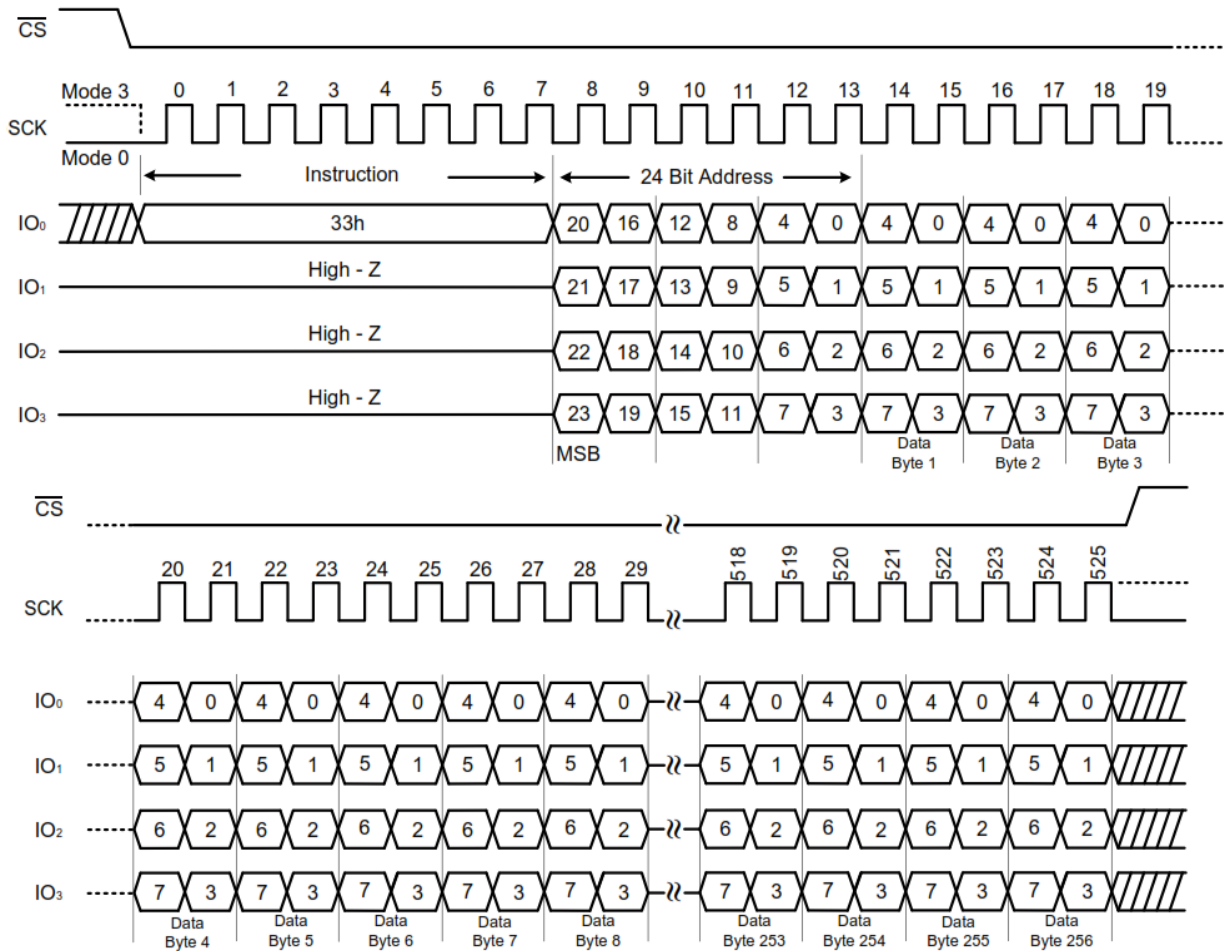 CS
Mode 3 0 1 2 3 4 5 6 7 8 9 10 11 12 13 14 15 16 17 18 19
SCK
Mode 0
Instruction 24 Bit Address
IO₀ 33h 20 16 12 8 4 0 4 0 4 0 4 0
High - Z
IO₁ 21 17 13 9 5 1 5 1 5 1 5 1
High - Z
IO₂ 22 18 14 10 6 2 6 2 6 2 6 2
High - Z
IO₃ 23 19 15 11 7 3 7 3 7 3 7 3
MSB
Data Data Data
Byte 1 Byte 2 Byte 3
CS
20 21 22 23 24 25 26 27 28 29 518 519 520 521 522 523 524 525
SCK
IO₀ 4 0 4 0 4 0 4 0 4 0 4 0 4 0 4 0 4 0
IO₁ 5 1 5 1 5 1 5 1 5 1 5 1 5 1 5 1 5 1
IO₂ 6 2 6 2 6 2 6 2 6 2 6 2 6 2 6 2 6 2
IO₃ 7 3 7 3 7 3 7 3 7 3 7 3 7 3 7 3 7 3
Data Data Data Data Data Data Data Data Data
Byte 4 Byte 5 Byte 6 Byte 7 Byte 8 Byte 253 Byte 254 Byte 255 Byte 256